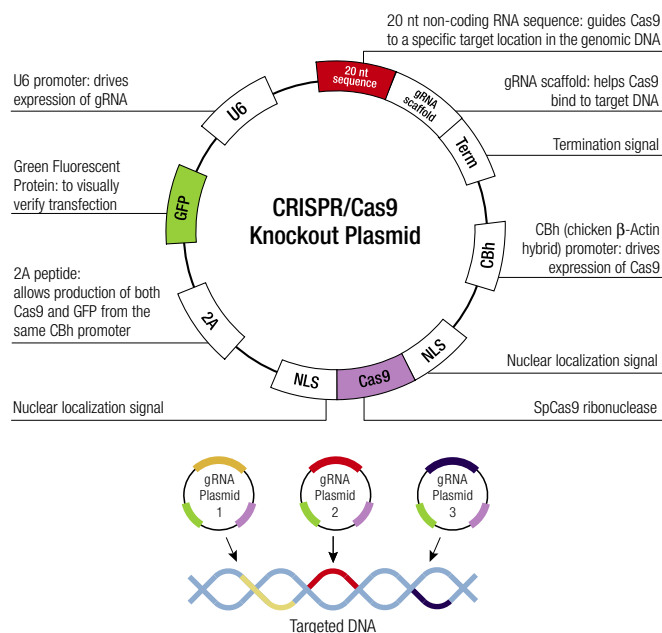 20 nt non-coding RNA sequence: guides Cas9
to a specific target location in the genomic DNA
U6 promoter: drives
expression of gRNA
20 nt
sequence
gRNA
scaffold
gRNA scaffold: helps Cas9
bind to target DNA
U6
Term
Termination signal
Green Fluorescent
Protein: to visually
verify transfection
GFP
CRISPR/Cas9
Knockout Plasmid
CBh
CBh (chicken β-Actin
hybrid) promoter: drives
expression of Cas9
2A peptide:
allows production of both
Cas9 and GFP from the
same CBh promoter
2A
NLS
Cas9
NLS
Nuclear localization signal
Nuclear localization signal
SpCas9 ribonuclease
gRNA
Plasmid
1
gRNA
Plasmid
2
gRNA
Plasmid
3
Targeted DNA